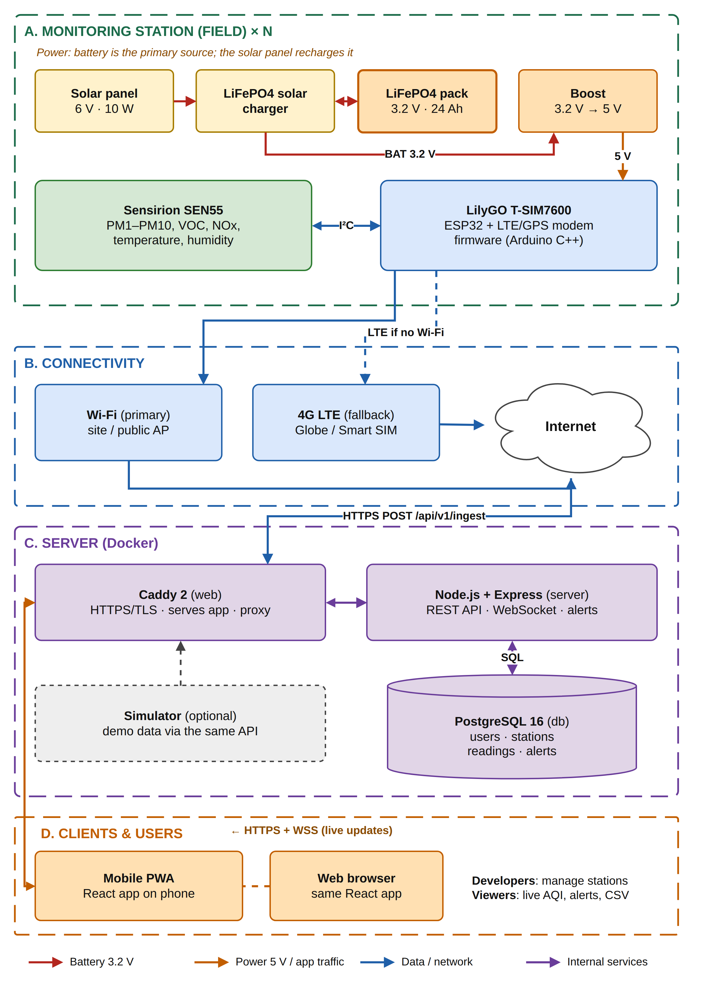 A. MONITORING STATION (FIELD) × N
Power: battery is the primary source; the solar panel recharges it
Solar panel
6 V · 10 W
LiFePO4 solar
charger
LiFePO4 pack
3.2 V · 24 Ah
Boost
3.2 V → 5 V
BAT 3.2 V
5 V
Sensirion SEN55
PM1–PM10, VOC, NOx,
temperature, humidity
I²C
LilyGO T-SIM7600
ESP32 + LTE/GPS modem
firmware (Arduino C++)
LTE if no Wi-Fi
B. CONNECTIVITY
Wi-Fi (primary)
site / public AP
4G LTE (fallback)
Globe / Smart SIM
Internet
HTTPS POST /api/v1/ingest
C. SERVER (Docker)
Caddy 2 (web)
HTTPS/TLS · serves app · proxy
Node.js + Express (server)
REST API · WebSocket · alerts
SQL
Simulator (optional)
demo data via the same API
PostgreSQL 16 (db)
users · stations
readings · alerts
D. CLIENTS & USERS
← HTTPS + WSS (live updates)
Mobile PWA
React app on phone
Web browser
same React app
Developers: manage stations
Viewers: live AQI, alerts, CSV
Battery 3.2 V
Power 5 V / app traffic
Data / network
Internal services